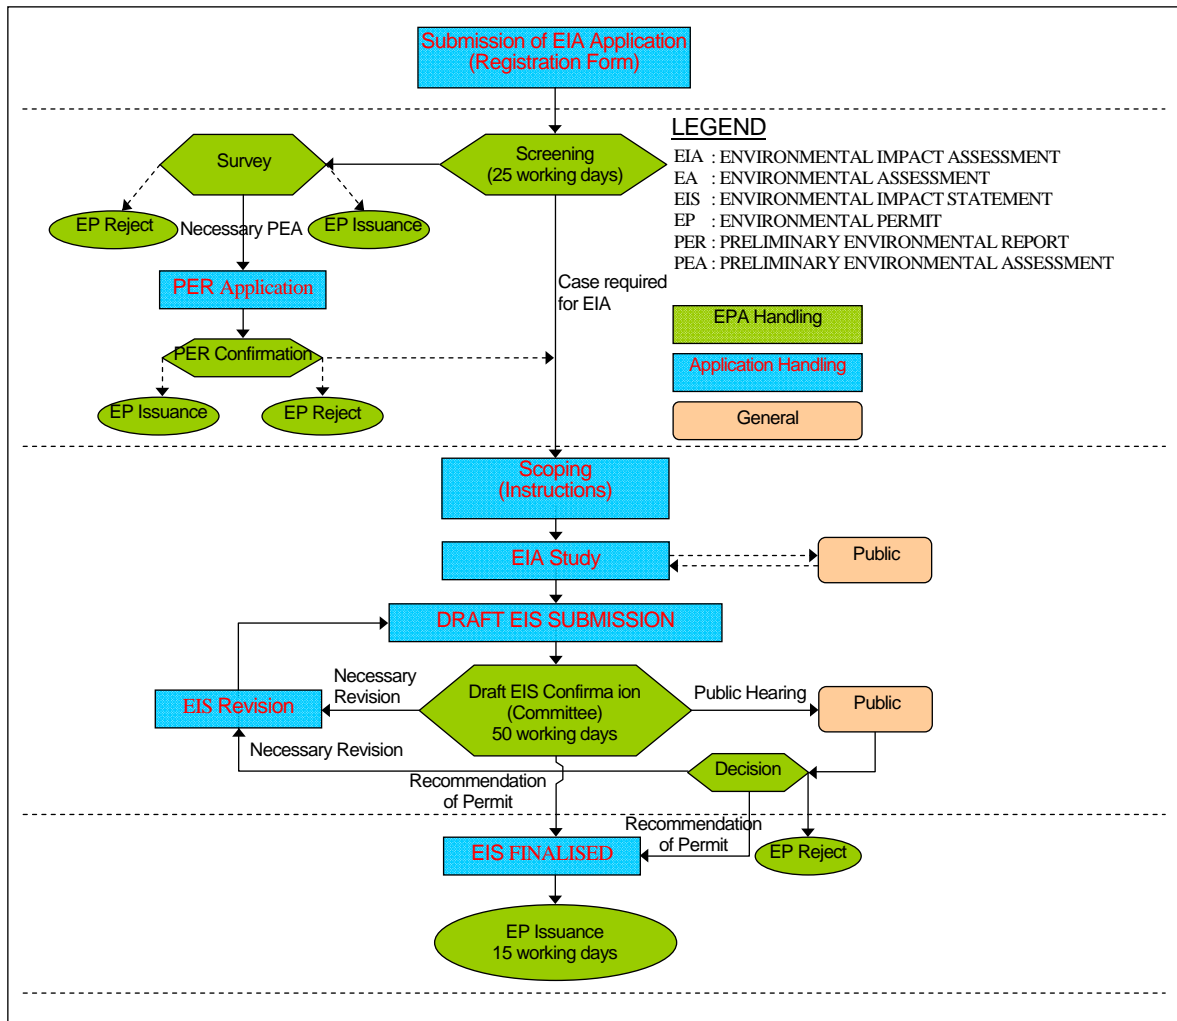 Submission of EIA Application
(Registration Form)
LEGEND
EIA : ENVIRONMENTAL IMPACT ASSESSMENT
EA : ENVIRONMENTAL ASSESSMENT
EIS : ENVIRONMENTAL IMPACT STATEMENT
EP : ENVIRONMENTAL PERMIT
PER : PRELIMINARY ENVIRONMENTAL REPORT
PEA : PRELIMINARY ENVIRONMENTAL ASSESSMENT
Survey
Screening
(25 working days)
EP Reject
Necessary PEA
EP Issuance
PER Application
Case required
for EIA
EPA Handling
PER Confirmation
Application Handling
EP Issuance
EP Reject
General
Scoping
(Instructions)
EIA Study
Public
DRAFT EIS SUBMISSION
Necessary
Revision
EIS Revision
Draft EIS Confirma ion
(Committee)
50 working days
Public Hearing
Public
Necessary Revision
Decision
Recommendation
of Permit
Recommendation
of Permit
EIS FINALISED
EP Reject
EP Issuance
15 working days